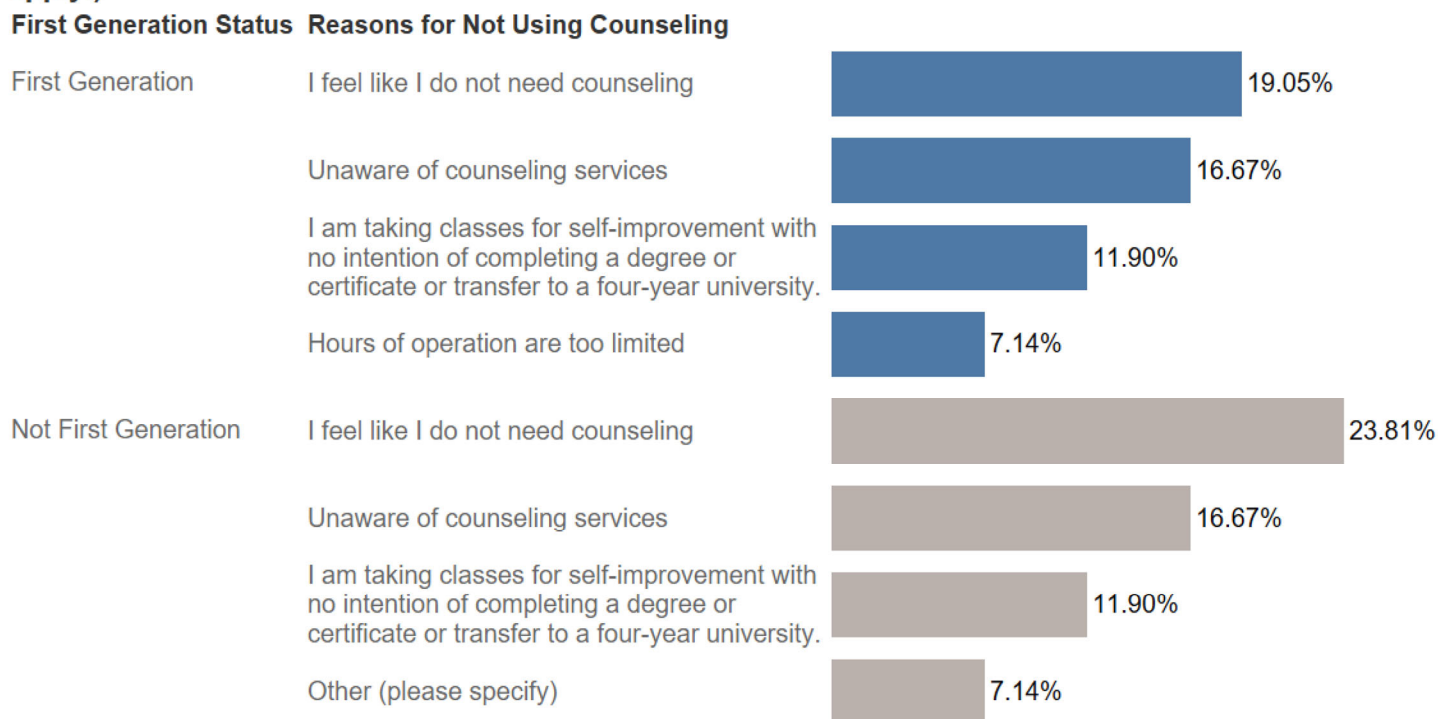 First Generation Status Reasons for Not Using Counseling
First Generation I feel like I do not need counseling 19.05%
Unaware of counseling services 16.67%
I am taking classes for self-improvement with
no intention of completing a degree or 11.90%
certificate or transfer to a four-year university.
Hours of operation are too limited 7.14%
Not First Generation I feel like I do not need counseling 23.81%
Unaware of counseling services 16.67%
I am taking classes for self-improvement with
no intention of completing a degree or 11.90%
certificate or transfer to a four-year university.
Other (please specify) 7.14%